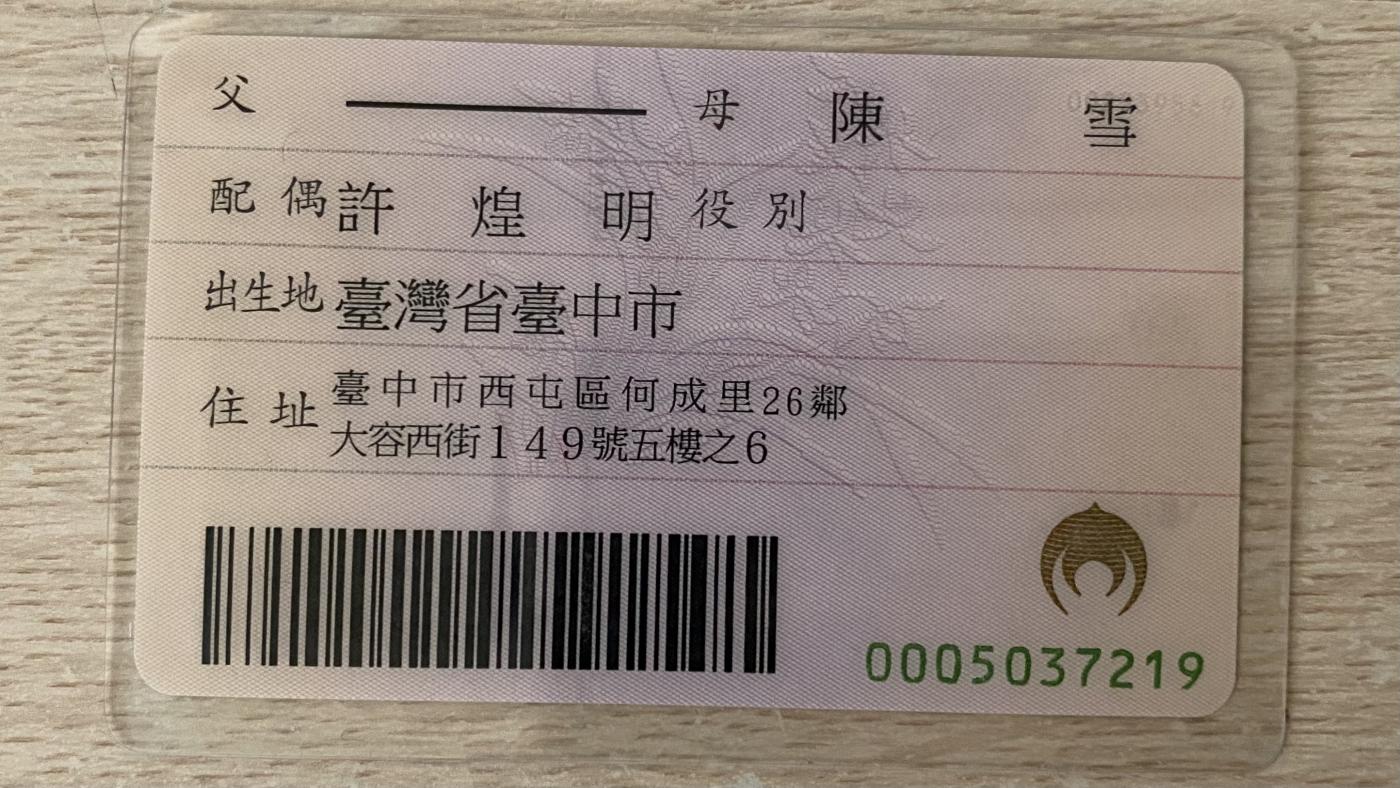 父 母 陳 雪
配偶 許煌明 役別
出生地 臺灣省臺中市
住址 臺中市西屯區何成里26鄰
大容西街149號五樓之6
0005037219